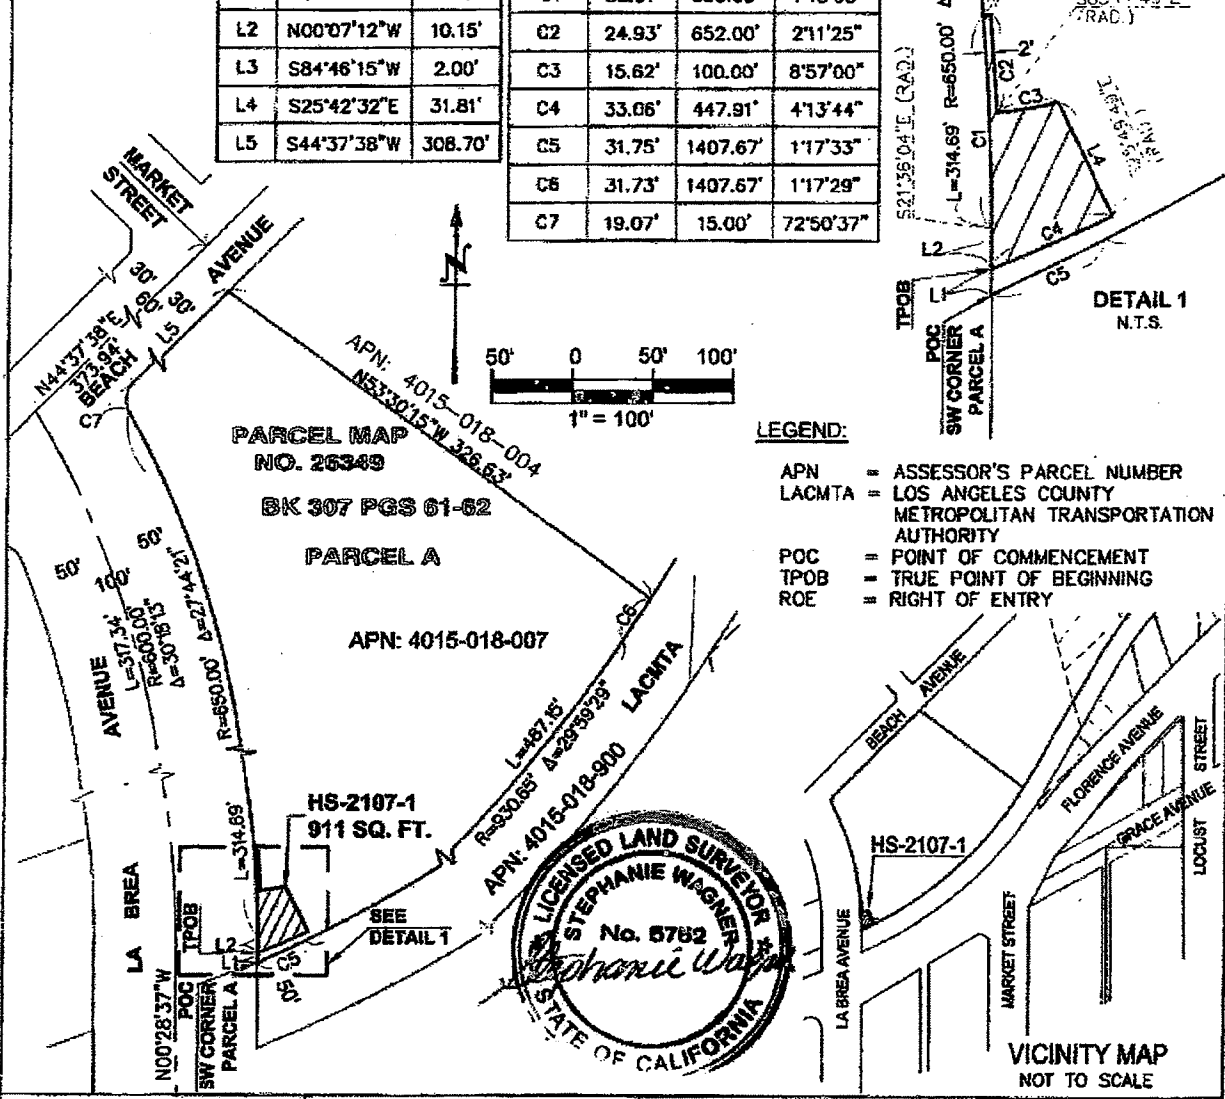 L2 N00°07'12"W 10.15'
L3 S84°46'15"W 2.00'
L4 S25°42'32"E 31.81'
L5 S44°37'38"W 308.70'
C2 24.93' 652.00' 2°11'25"
C3 15.62' 100.00' 8°57'00"
C4 33.06' 447.91' 4°13'44"
C5 31.75' 1407.67' 1°17'33"
C6 31.73' 1407.67' 1°17'29"
C7 19.07' 15.00' 72°50'37"
(RAD.)
2'
C2
C3
L4
C1
L=314.69' R=650.00' Δ
S21°36'04"E (RAD.)
L2
C4
C5
L1
TPOB
POC
SW CORNER
PARCEL A
DETAIL 1
N.T.S.
MARKET
STREET
AVENUE
30'
60'
30'
L5
N44°37'38"E
373.94'
BEACH
C7
APN: 4015-018-004
N53°30'15"W 326.63'
50' 0 50' 100'
1" = 100'
PARCEL MAP
NO. 26349
BK 307 PGS 61-62
PARCEL A
APN: 4015-018-007
LEGEND:
APN = ASSESSOR'S PARCEL NUMBER
LACMTA = LOS ANGELES COUNTY
METROPOLITAN TRANSPORTATION
AUTHORITY
POC = POINT OF COMMENCEMENT
TPOB = TRUE POINT OF BEGINNING
ROE = RIGHT OF ENTRY
50'
50'
100'
L=317.34'
R=600.00'
Δ=30°18'13"
R=650.00' Δ=27°44'21"
L=314.69'
AVENUE
LA BREA
C6
LACMTA
L=487.15'
R=930.65' Δ=29°59'29"
APN: 4015-018-900
HS-2107-1
911 SQ. FT.
SEE
DETAIL 1
TPOB
L2
L1
C5
50'
POC
SW CORNER
PARCEL A
N00°28'37"W
LICENSED LAND SURVEYOR
STEPHANIE WAGNER
No. 5762
Stephanie Wagner
STATE OF CALIFORNIA
BEACH AVENUE
FLORENCE AVENUE
GRACE AVENUE
LOCUST STREET
HS-2107-1
LA BREA AVENUE
MARKET STREET
VICINITY MAP
NOT TO SCALE